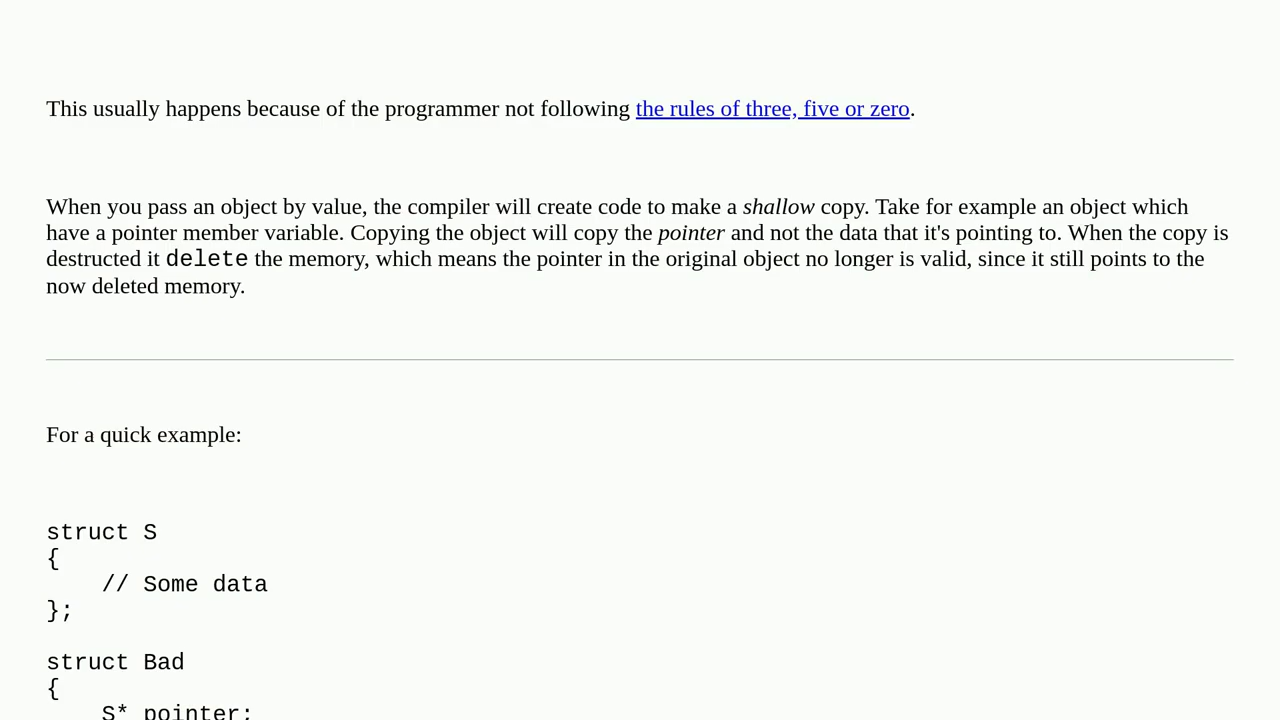 This usually happens because of the programmer not following the rules of three, five or zero.
When you pass an object by value, the compiler will create code to make a shallow copy. Take for example an object which
have a pointer member variable. Copying the object will copy the pointer and not the data that it's pointing to. When the copy is
destructed it delete the memory, which means the pointer in the original object no longer is valid, since it still points to the
now deleted memory.
For a quick example:
struct S
{
    // Some data
};
struct Bad
{
    S* pointer;